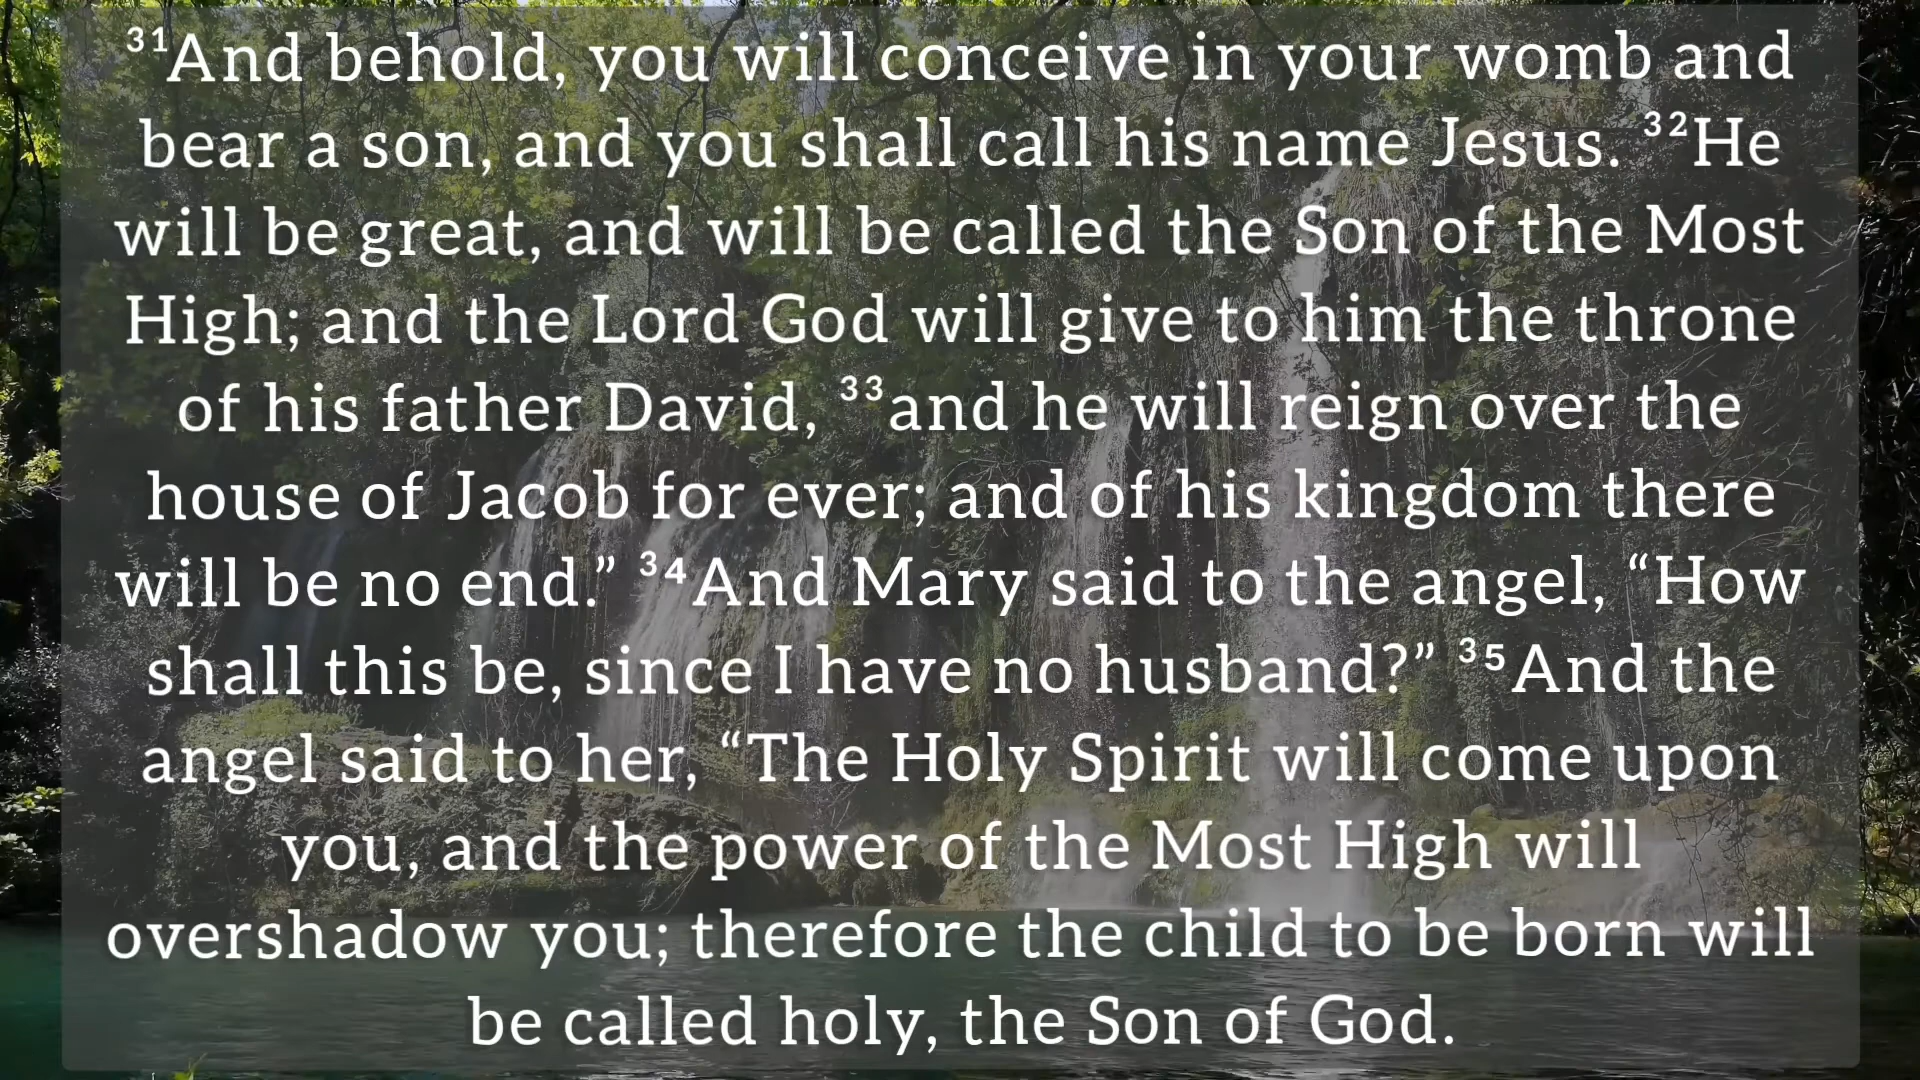 ³¹And behold, you will conceive in your womb and
bear a son, and you shall call his name Jesus. ³²He
will be great, and will be called the Son of the Most
High; and the Lord God will give to him the throne
of his father David, ³³and he will reign over the
house of Jacob for ever; and of his kingdom there
will be no end.” ³⁴And Mary said to the angel, “How
shall this be, since I have no husband?” ³⁵And the
angel said to her, “The Holy Spirit will come upon
you, and the power of the Most High will
overshadow you; therefore the child to be born will
be called holy, the Son of God.